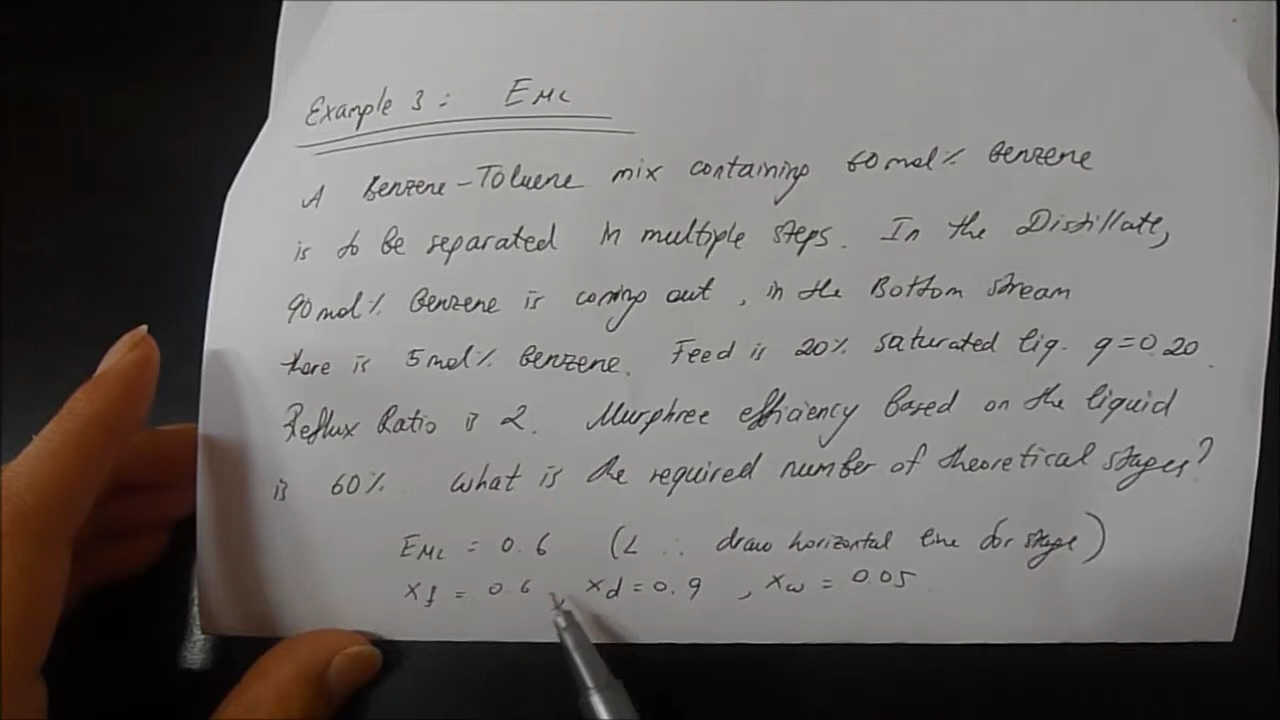 Example 3: EML
A Benzene-Toluene mix containing 60 mol% Benzene
is to be separated in multiple steps. In the Distillate,
90 mol% Benzene is coming out, in the Bottom stream
there is 5 mol% Benzene. Feed is 20% saturated liq. q=0.20.
Reflux Ratio is 2. Murphree efficiency Based on the liquid
is 60%. What is the required number of theoretical stages?
EML = 0.6 (L ∴ draw horizontal line for stage)
xf = 0.6, xd = 0.9, xw = 0.05